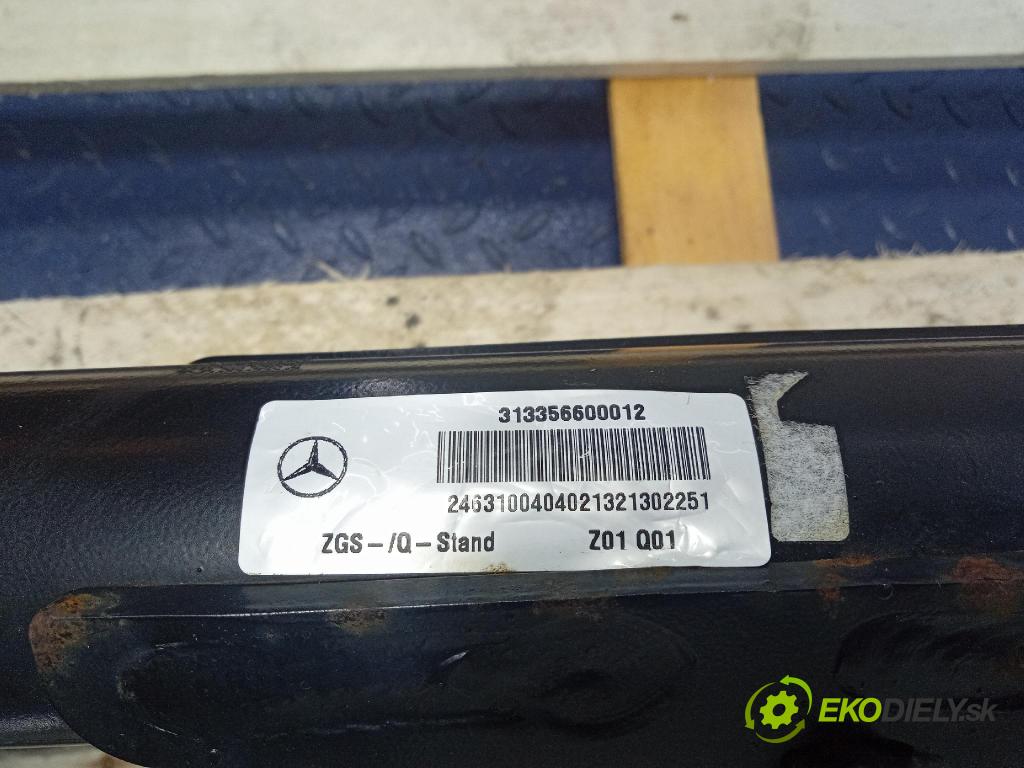 313356600012
2463100404021321302251
ZGS-/Q-Stand Z01 Q01
EKODIELY.sk